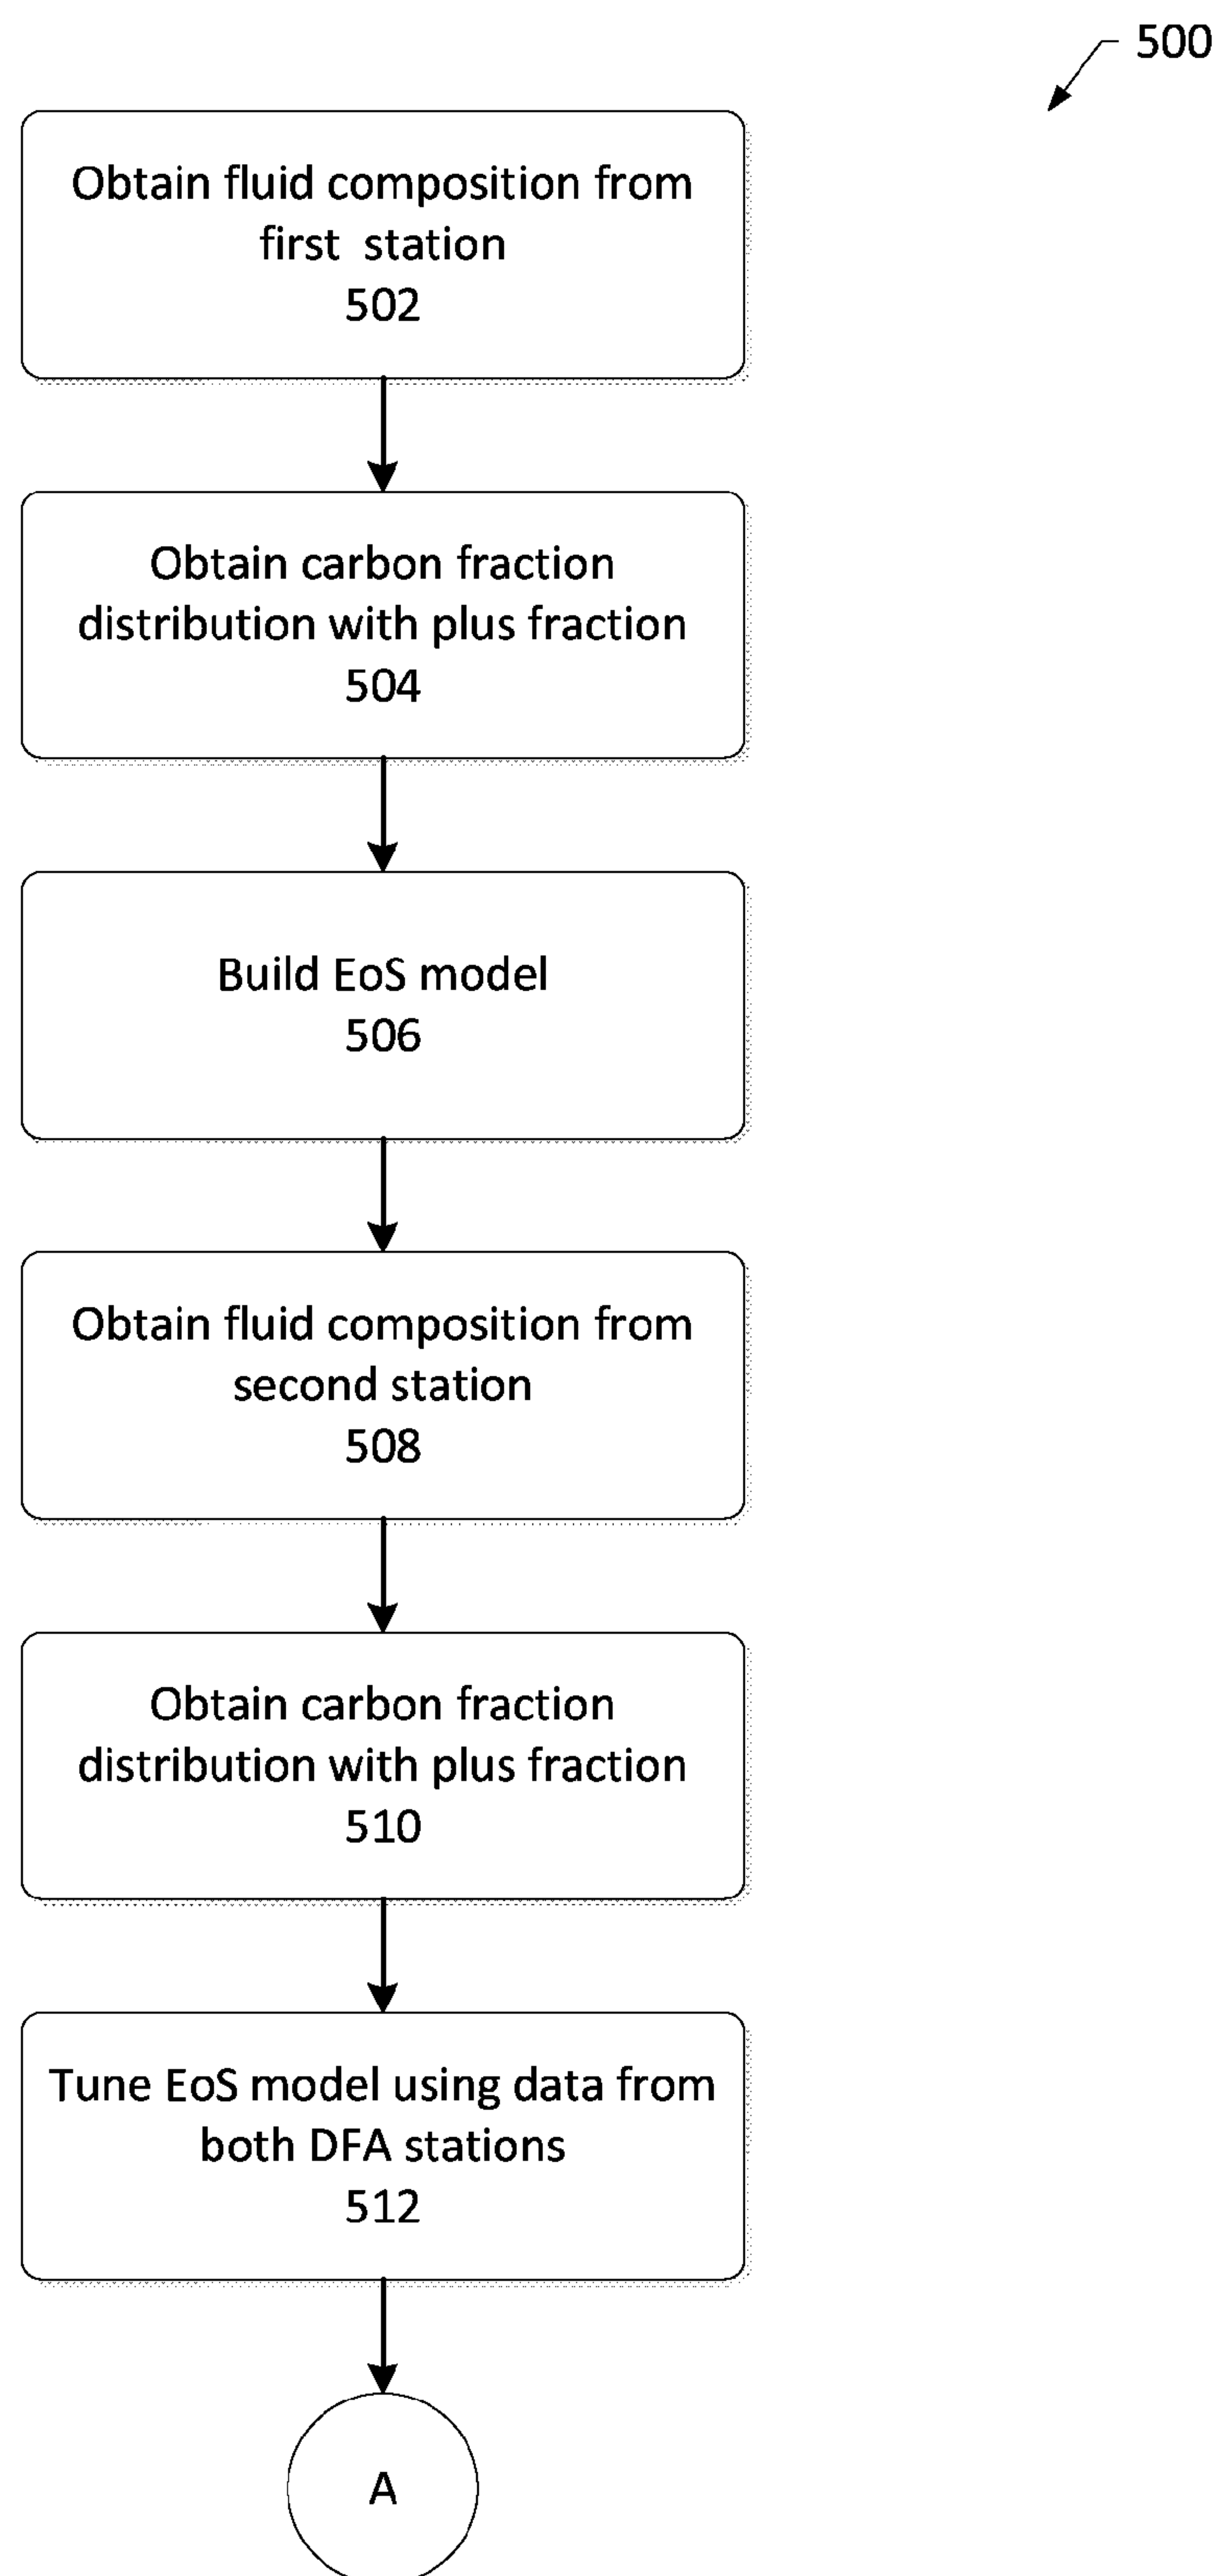 500
Obtain fluid composition from
first station
502
Obtain carbon fraction
distribution with plus fraction
504
Build EoS model
506
Obtain fluid composition from
second station
508
Obtain carbon fraction
distribution with plus fraction
510
Tune EoS model using data from
both DFA stations
512
A